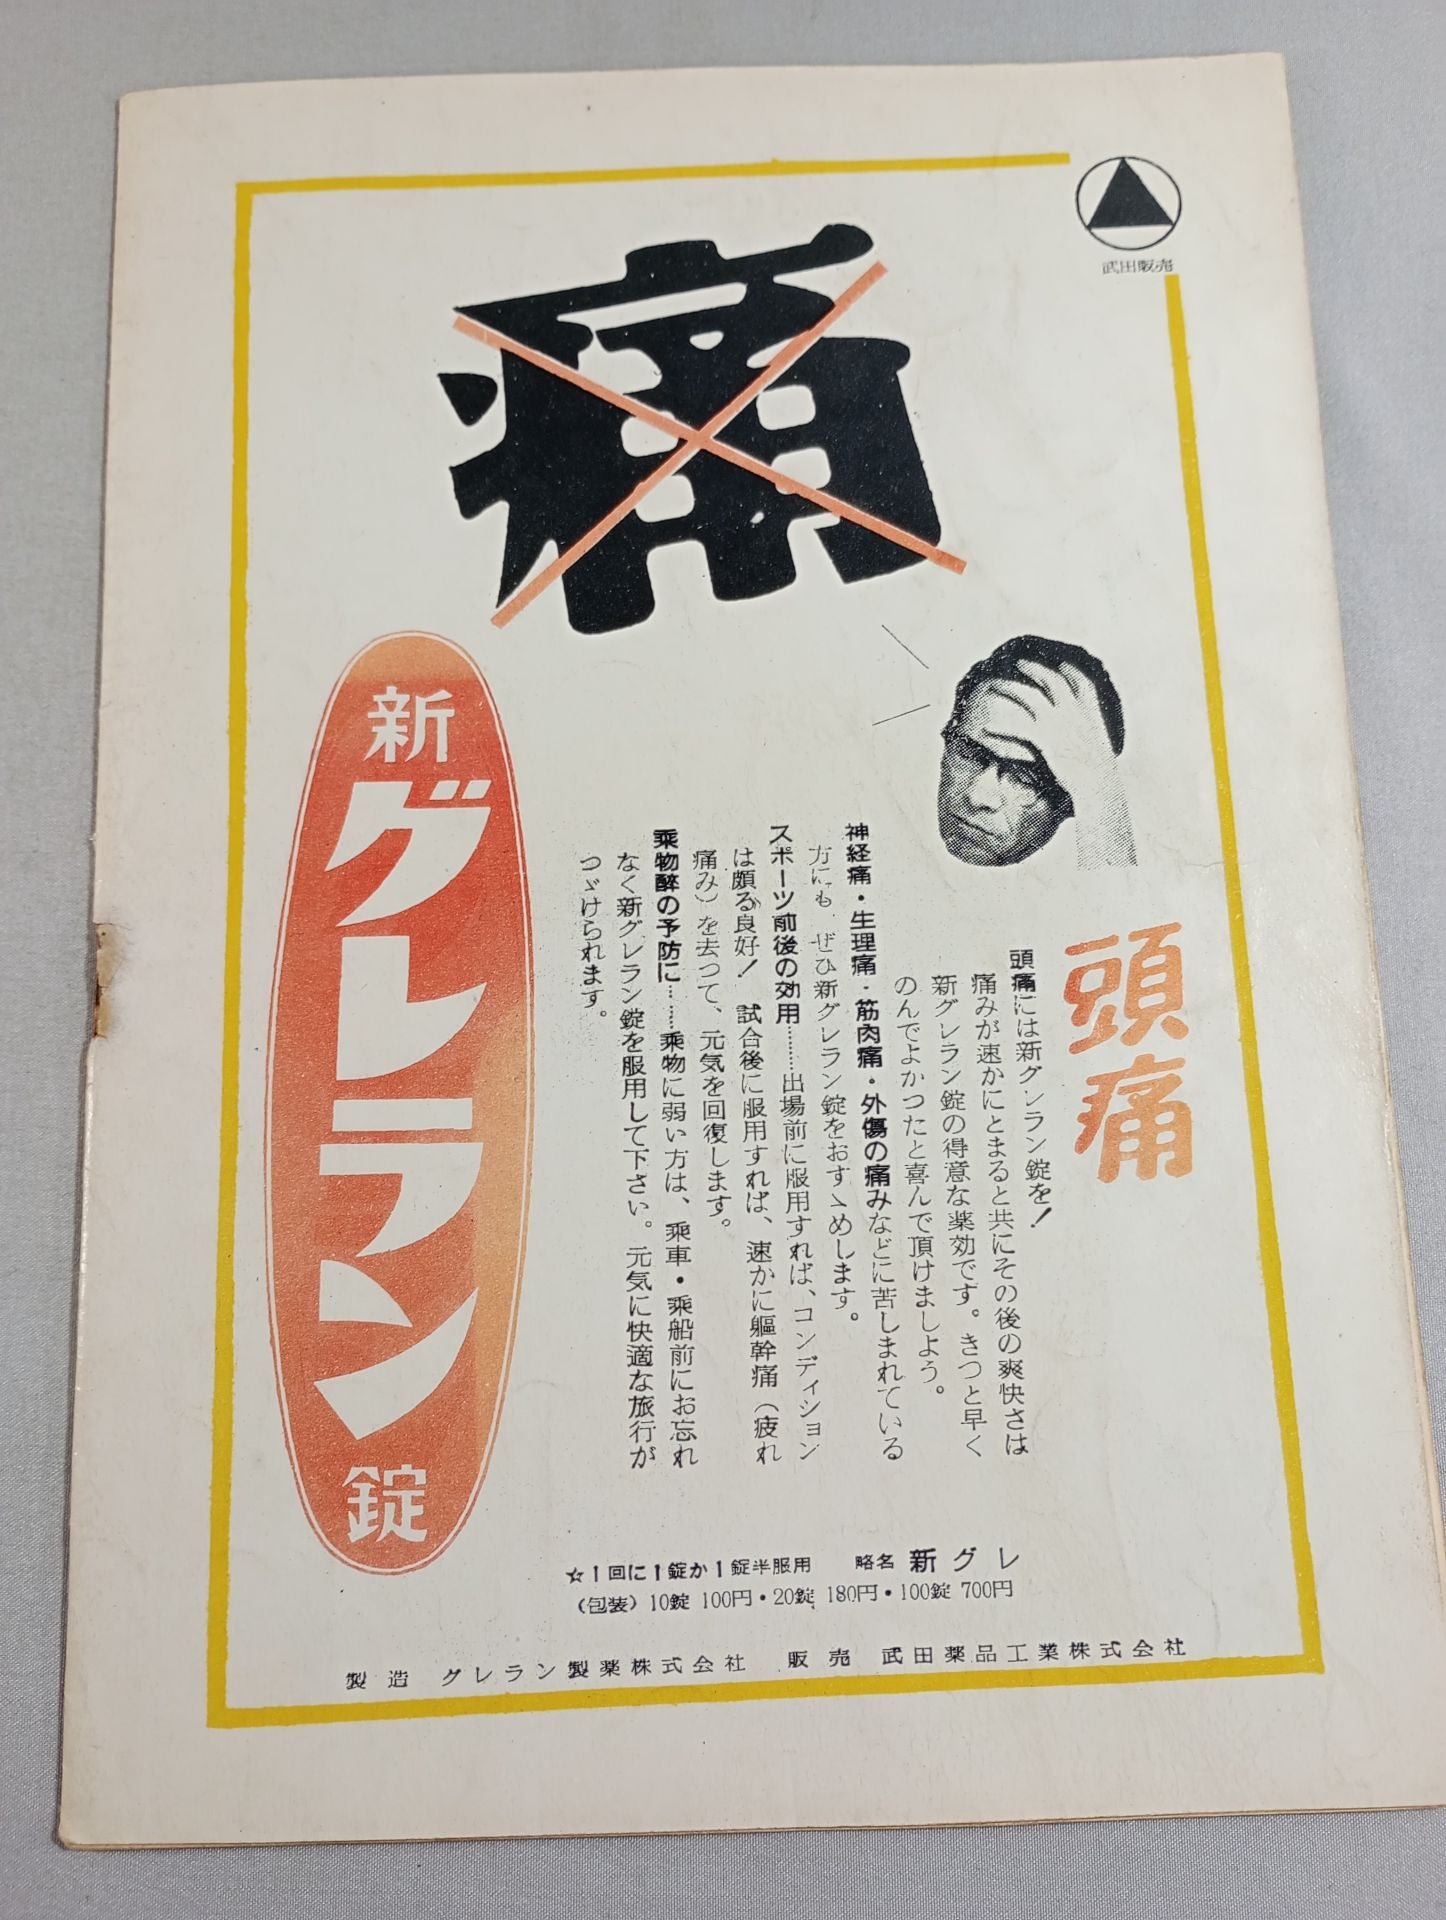 武田販売
痛
頭痛
頭痛には新グレラン錠を！
痛みが速かにとまると共にその後の爽快さは
新グレラン錠の得意な薬効です。きつと早く
のんでよかつたと喜んで頂けましよう。
神経痛・生理痛・筋肉痛・外傷の痛みなどに苦しまれている
方にも ぜひ新グレラン錠をおすゝめします。
スポーツ前後の効用………出場前に服用すれば、コンディション
は頗る良好！ 試合後に服用すれば、速かに軀幹痛（疲れ
痛み）を去つて、元気を回復します。
乗物酔の予防に………乗物に弱い方は、乗車・乗船前にお忘れ
なく新グレラン錠を服用して下さい。元気に快適な旅行が
つゞけられます。
新グレラン錠
☆1回に1錠か1錠半服用 略名 新グレ
（包装）10錠 100円・20錠 180円・100錠 700円
製造 グレラン製薬株式会社 販売 武田薬品工業株式会社